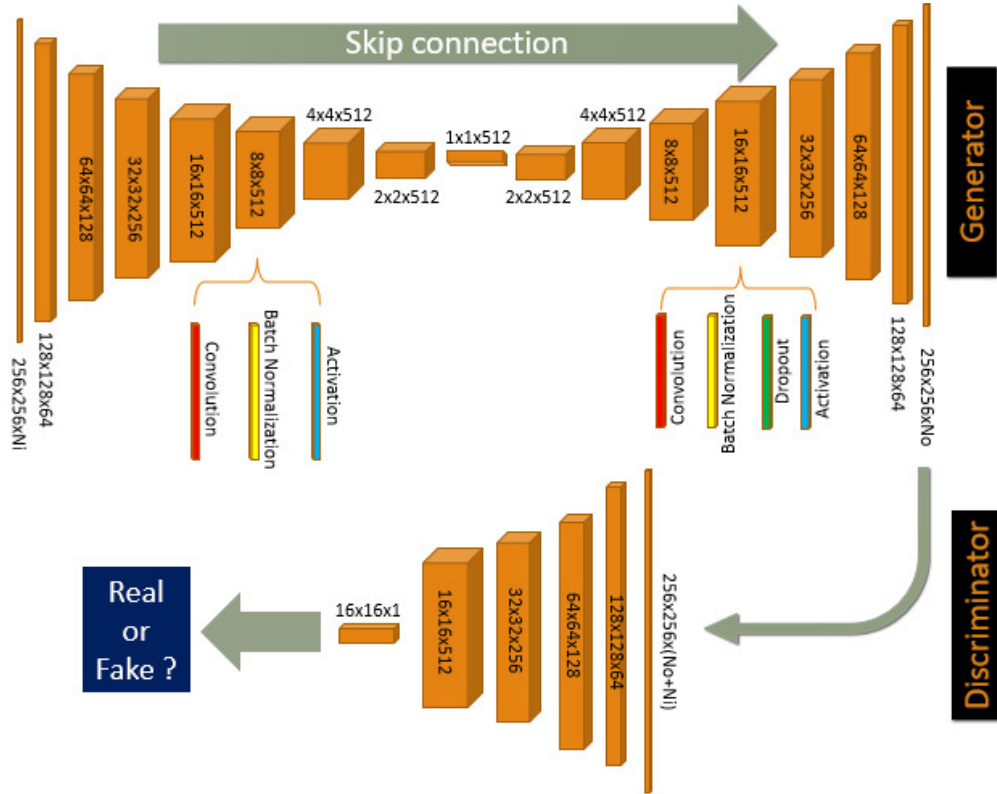 Skip connection
256x256xNi
128x128x64
64x64x128
32x32x256
16x16x512
8x8x512
4x4x512
2x2x512
1x1x512
2x2x512
4x4x512
8x8x512
16x16x512
32x32x256
64x64x128
128x128x64
256x256xNo
Generator
Convolution
Batch Normalization
Activation
Convolution
Batch Normalization
Dropout
Activation
Discriminator
256x256x(No+Ni)
128x128x64
64x64x128
32x32x256
16x16x512
16x16x1
Real
or
Fake ?